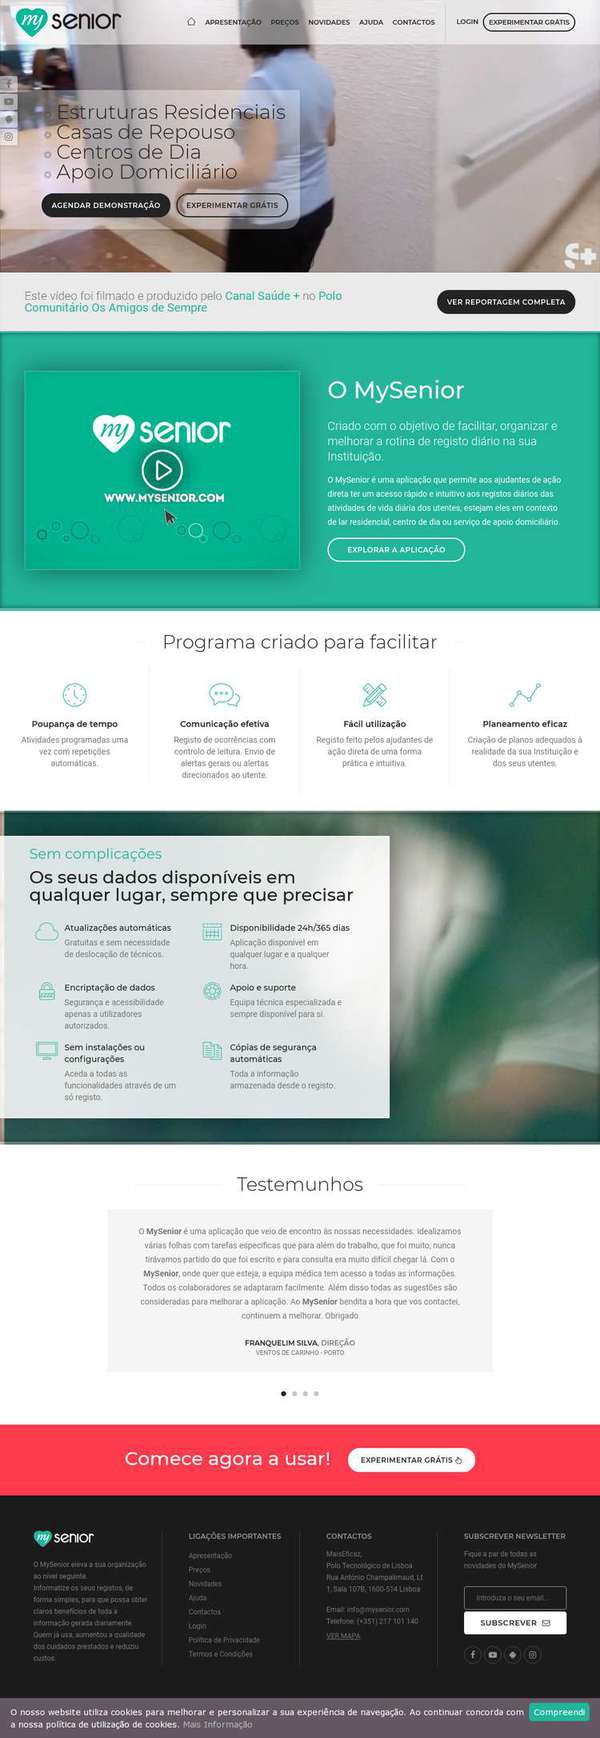 my senior
APRESENTAÇÃO PREÇOS NOVIDADES AJUDA CONTACTOS LOGIN EXPERIMENTAR GRÁTIS
Estruturas Residenciais
Casas de Repouso
Centros de Dia
Apoio Domiciliário
AGENDAR DEMONSTRAÇÃO EXPERIMENTAR GRÁTIS
S+
Este vídeo foi filmado e produzido pelo Canal Saúde + no Polo
Comunitário Os Amigos de Sempre
VER REPORTAGEM COMPLETA
my senior
WWW.MYSENIOR.COM
O MySenior
Criado com o objetivo de facilitar, organizar e
melhorar a rotina de registo diário na sua
Instituição.
O MySenior é uma aplicação que permite aos ajudantes de ação
direta ter um acesso rápido e intuitivo aos registos diários das
atividades de vida diária dos utentes, estejam eles em contexto
de lar residencial, centro de dia ou serviço de apoio domiciliário.
EXPLORAR A APLICAÇÃO
Programa criado para facilitar
Poupança de tempo
Atividades programadas uma
vez com repetições
automáticas.
Comunicação efetiva
Registo de ocorrências com
controlo de leitura. Envio de
alertas gerais ou alertas
direcionados ao utente.
Fácil utilização
Registo feito pelos ajudantes de
ação direta de uma forma
prática e intuitiva.
Planeamento eficaz
Criação de planos adequados à
realidade da sua Instituição e
dos seus utentes.
Sem complicações
Os seus dados disponíveis em
qualquer lugar, sempre que precisar
Atualizações automáticas
Gratuitas e sem necessidade
de deslocação de técnicos.
Disponibilidade 24h/365 dias
Aplicação disponível em
qualquer lugar e a qualquer
hora.
Encriptação de dados
Segurança e acessibilidade
apenas a utilizadores
autorizados.
Apoio e suporte
Equipa técnica especializada e
sempre disponível para si.
Sem instalações ou
configurações
Aceda a todas as
funcionalidades através de um
só registo.
Cópias de segurança
automáticas
Toda a informação
armazenada desde o registo.
Testemunhos
O MySenior é uma aplicação que veio de encontro às nossas necessidades. Idealizamos
várias folhas com tarefas específicas que para além do trabalho, que foi muito, nunca
tirávamos partido do que foi escrito e para consulta era muito difícil chegar lá. Com o
MySenior, onde quer que esteja, a equipa médica tem acesso a todas as informações.
Todos os colaboradores se adaptaram facilmente. Além disso todas as sugestões são
consideradas para melhorar a aplicação. Ao MySenior bendita a hora que vos contactei,
continuem a melhorar. Obrigado
FRANQUELIM SILVA, DIREÇÃO
VENTOS DE CARINHO - PORTO
Comece agora a usar! EXPERIMENTAR GRÁTIS
my senior
O MySenior eleva a sua organização
ao nível seguinte.
Informatize os seus registos, de
forma simples, para que possa obter
claros benefícios de toda a
informação gerada diariamente.
Quem já usa, aumentou a qualidade
dos cuidados prestados e reduziu
custos.
LIGAÇÕES IMPORTANTES
Apresentação
Preços
Novidades
Ajuda
Contactos
Login
Política de Privacidade
Termos e Condições
CONTACTOS
MaisEficaz,
Polo Tecnológico de Lisboa
Rua António Champalimaud, Lt
1, Sala 107B, 1600-514 Lisboa
Email: info@mysenior.com
Telefone: (+351) 217 101 140
VER MAPA
SUBSCREVER NEWSLETTER
Fique a par de todas as
novidades do MySenior
Introduza o seu email...
SUBSCREVER
O nosso website utiliza cookies para melhorar e personalizar a sua experiência de navegação. Ao continuar concorda com
a nossa política de utilização de cookies. Mais Informação
Compreendi